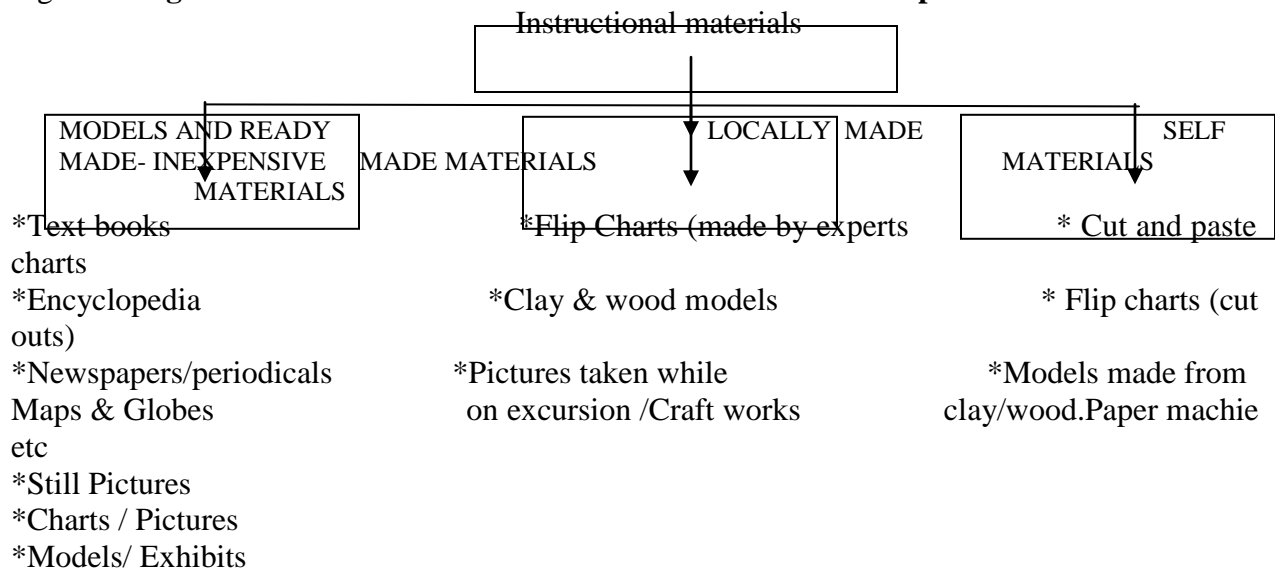 Instructional materials
MODELS AND READY LOCALLY MADE SELF
MADE- INEXPENSIVE MADE MATERIALS MATERIALS
MATERIALS
*Text books *Flip Charts (made by experts * Cut and paste
charts
*Encyclopedia *Clay & wood models * Flip charts (cut
outs)
*Newspapers/periodicals *Pictures taken while *Models made from
Maps & Globes on excursion /Craft works clay/wood.Paper machie
etc
*Still Pictures
*Charts / Pictures
*Models/ Exhibits